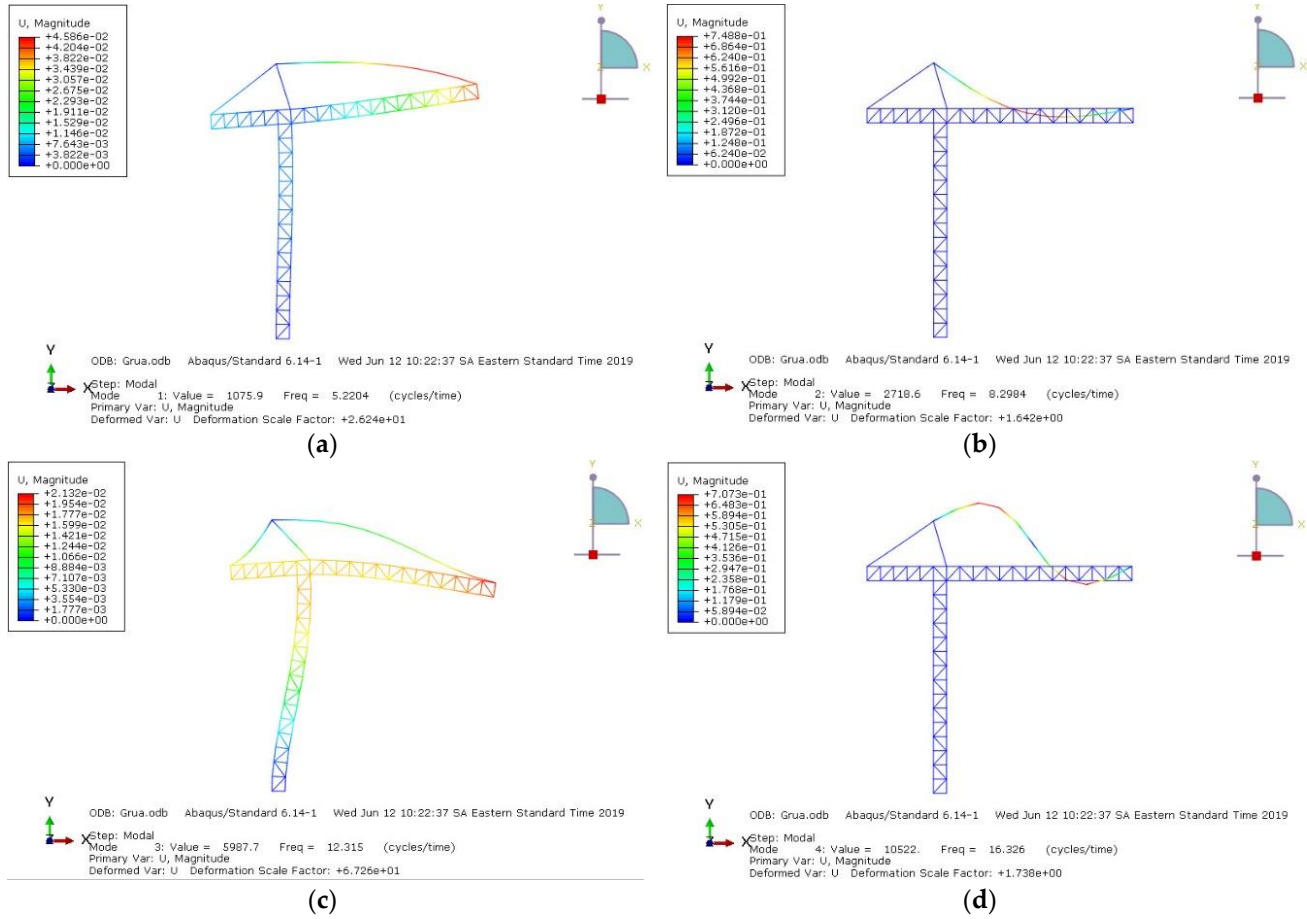 U, Magnitude
+4.586e-02
+4.204e-02
+3.822e-02
+3.439e-02
+3.057e-02
+2.675e-02
+2.293e-02
+1.911e-02
+1.529e-02
+1.146e-02
+7.643e-03
+3.822e-03
+0.000e+00
Y
Z
X
Y
Z
X
ODB: Grua.odb Abaqus/Standard 6.14-1 Wed Jun 12 10:22:37 SA Eastern Standard Time 2019
Step: Modal
Mode 1: Value = 1075.9 Freq = 5.2204 (cycles/time)
Primary Var: U, Magnitude
Deformed Var: U Deformation Scale Factor: +2.624e+01
(a)
U, Magnitude
+7.488e-01
+6.864e-01
+6.240e-01
+5.616e-01
+4.992e-01
+4.368e-01
+3.744e-01
+3.120e-01
+2.496e-01
+1.872e-01
+1.248e-01
+6.240e-02
+0.000e+00
Y
Z
X
Y
Z
X
ODB: Grua.odb Abaqus/Standard 6.14-1 Wed Jun 12 10:22:37 SA Eastern Standard Time 2019
Step: Modal
Mode 2: Value = 2718.6 Freq = 8.2984 (cycles/time)
Primary Var: U, Magnitude
Deformed Var: U Deformation Scale Factor: +1.642e+00
(b)
U, Magnitude
+2.132e-02
+1.954e-02
+1.777e-02
+1.599e-02
+1.421e-02
+1.244e-02
+1.066e-02
+8.884e-03
+7.107e-03
+5.330e-03
+3.554e-03
+1.777e-03
+0.000e+00
Y
Z
X
Y
Z
X
ODB: Grua.odb Abaqus/Standard 6.14-1 Wed Jun 12 10:22:37 SA Eastern Standard Time 2019
Step: Modal
Mode 3: Value = 5987.7 Freq = 12.315 (cycles/time)
Primary Var: U, Magnitude
Deformed Var: U Deformation Scale Factor: +6.726e+01
(c)
U, Magnitude
+7.073e-01
+6.483e-01
+5.894e-01
+5.305e-01
+4.715e-01
+4.126e-01
+3.536e-01
+2.947e-01
+2.358e-01
+1.768e-01
+1.179e-01
+5.894e-02
+0.000e+00
Y
Z
X
Y
Z
X
ODB: Grua.odb Abaqus/Standard 6.14-1 Wed Jun 12 10:22:37 SA Eastern Standard Time 2019
Step: Modal
Mode 4: Value = 10522. Freq = 16.326 (cycles/time)
Primary Var: U, Magnitude
Deformed Var: U Deformation Scale Factor: +1.738e+00
(d)